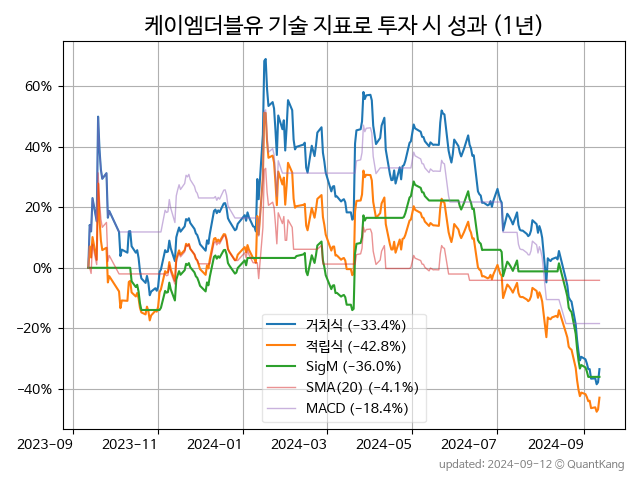 케이엠더블유 기술 지표로 투자 시 성과 (1년)
60%
40%
20%
0%
−20%
−40%
거치식 (−33.4%)
적립식 (−42.8%)
SigM (−36.0%)
SMA(20) (−4.1%)
MACD (−18.4%)
2023-09 2023-11 2024-01 2024-03 2024-05 2024-07 2024-09
updated: 2024-09-12 © QuantKang